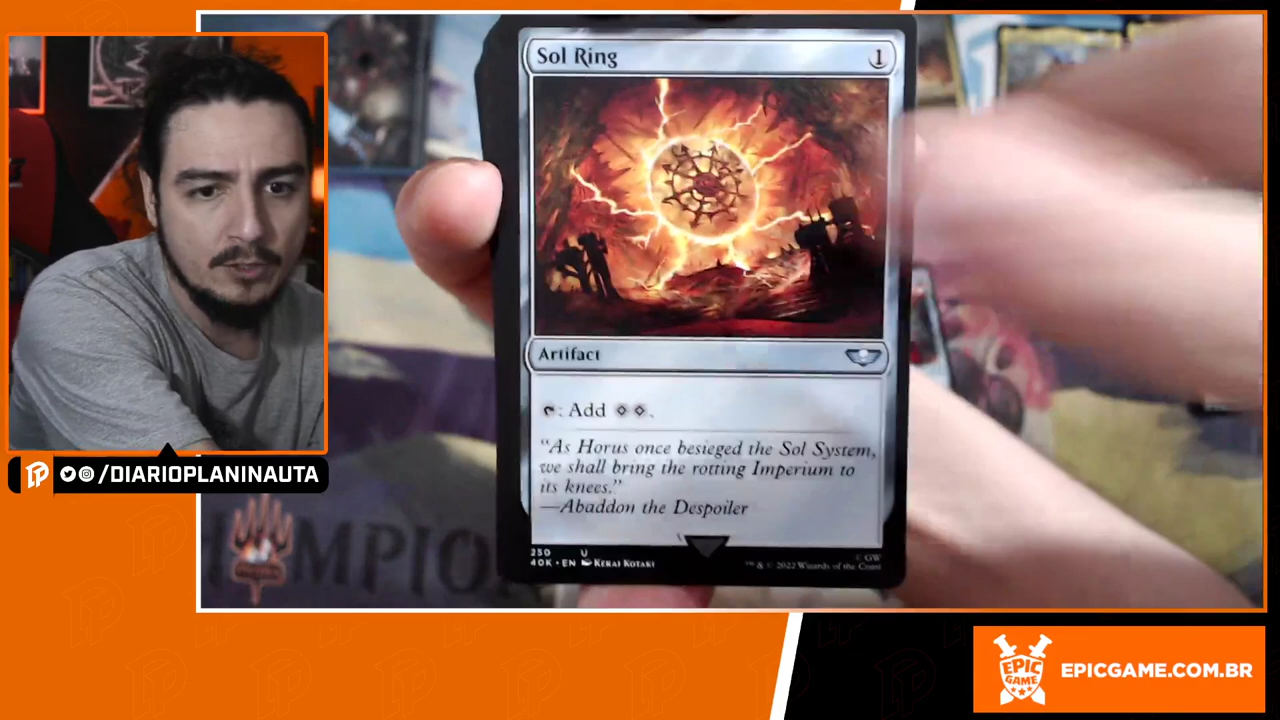 Sol Ring 1
Artifact
: Add
“As Horus once besieged the Sol System,
we shall bring the rotting Imperium to
its knees.”
—Abaddon the Despoiler
250 U
40K • EN KEKAI KOTAKI
© GW
™ & © 2022 Wizards of the Coast
/DIARIOPLANINAUTA
HAMPIO
EPIC
GAME
EPICGAME.COM.BR